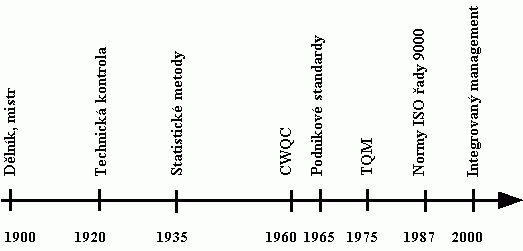 Dělník, mistr
Technická kontrola
Statistické metody
CWQC
Podnikové standardy
TQM
Normy ISO řady 9000
Integrovaný management
1900 1920 1935 1960 1965 1975 1987 2000